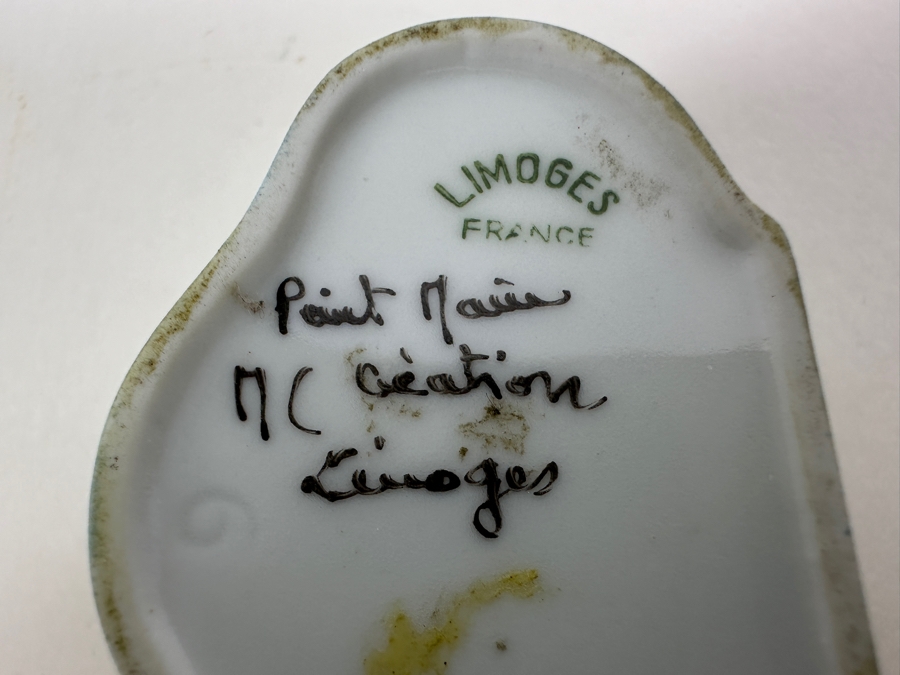 LIMOGES
FRANCE
Peint Main
MC Création
Limoges